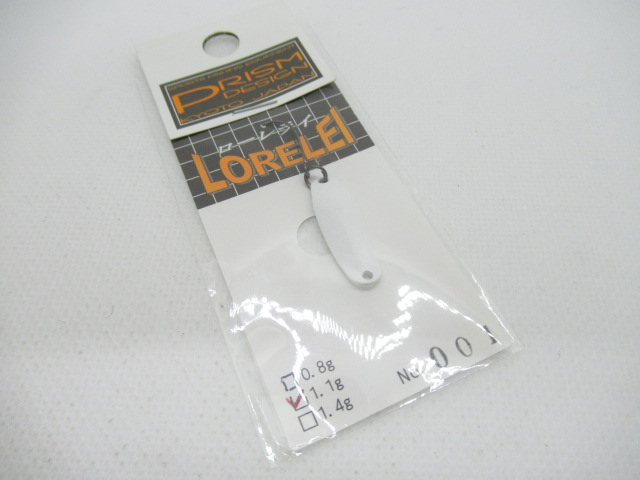 PRISM
DESIGN
KYOTO JAPAN
ローレライ
LORELEI
0.8g
1.1g
1.4g
No. 001